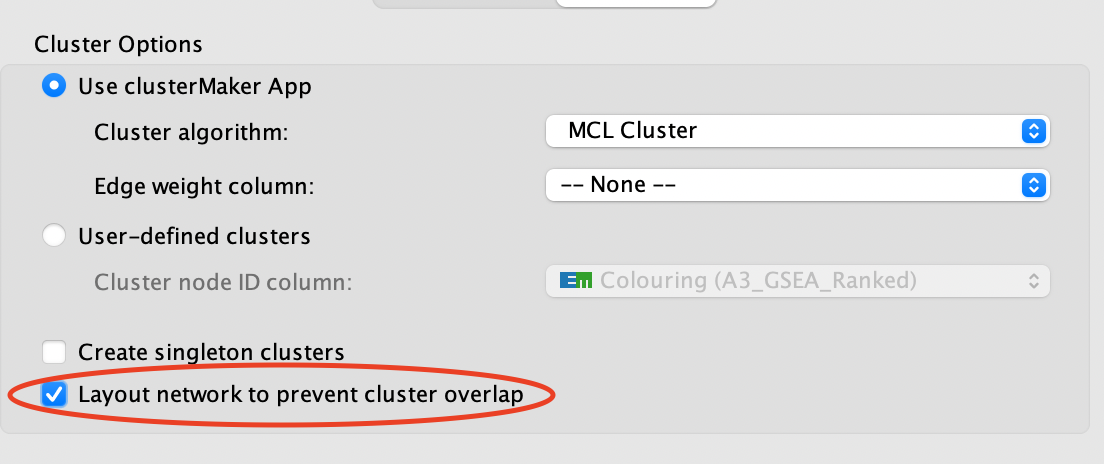 Cluster Options
Use clusterMaker App
Cluster algorithm: MCL Cluster
Edge weight column: -- None --
User-defined clusters
Cluster node ID column: EM Colouring (A3_GSEA_Ranked)
Create singleton clusters
Layout network to prevent cluster overlap